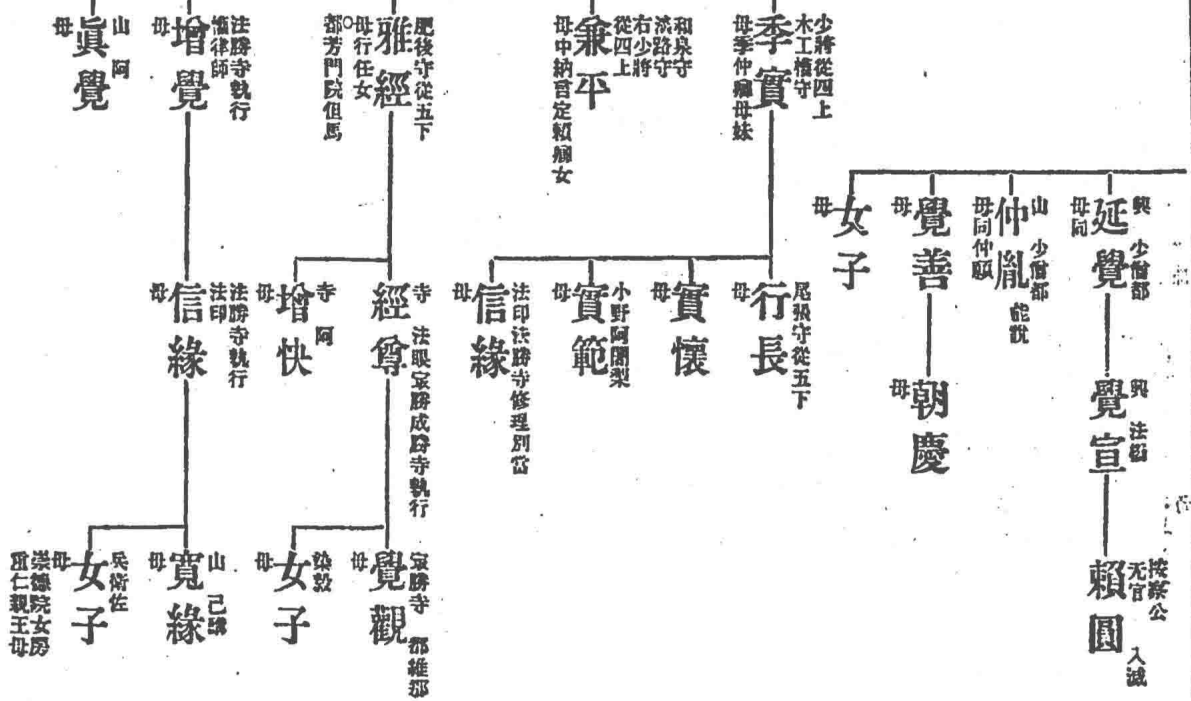 興 少僧都
延覺
母同
山 少僧都 能説
仲胤
母同仲顕
覺善
母
女子
母
興 法橋
覺宣
朝慶
母
按察公
无官 入滅
賴圓
少將從四上
木工權守
季實
母季仲卿母妹
和泉守
淡路守
右少將
從四上
兼平
母中納言定賴卿女
肥後守從五下
雅經
母行任女
郁芳門院但馬
法勝寺執行
權律師
增覺
母
山 阿
眞覺
母
尾張守從五下
行長
母
實懷
母
小野阿闍梨
實範
母
法印法勝寺修理別當
信緣
母
寺 法眼最勝成勝寺執行
經尊
寺 阿
增快
母
法勝寺執行
法印
信緣
母
最勝寺 都維那
覺觀
母
染殿
女子
母
山 已講
寬緣
母
兵衛佐
女子
母
崇德院女房
重仁親王母